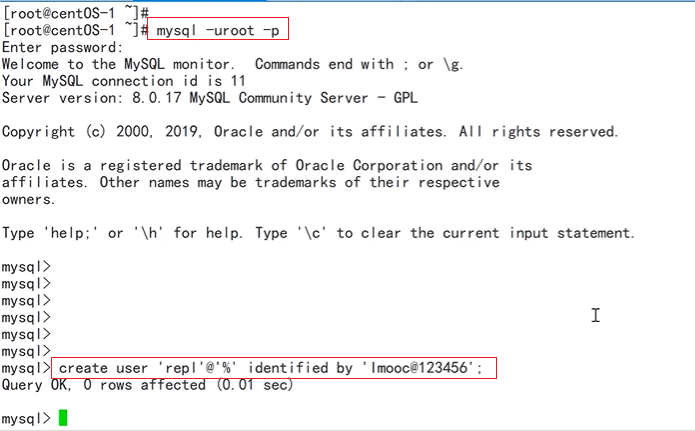 [root@centOS-1 ~]#
[root@centOS-1 ~]# mysql -uroot -p
Enter password:
Welcome to the MySQL monitor.  Commands end with ; or \g.
Your MySQL connection id is 11
Server version: 8.0.17 MySQL Community Server - GPL
Copyright (c) 2000, 2019, Oracle and/or its affiliates. All rights reserved.
Oracle is a registered trademark of Oracle Corporation and/or its
affiliates. Other names may be trademarks of their respective
owners.
Type 'help;' or '\h' for help. Type '\c' to clear the current input statement.
mysql>
mysql>
mysql>
mysql>
mysql>
mysql>
mysql> create user 'repl'@'%' identified by 'Imooc@123456';
Query OK, 0 rows affected (0.01 sec)
mysql>